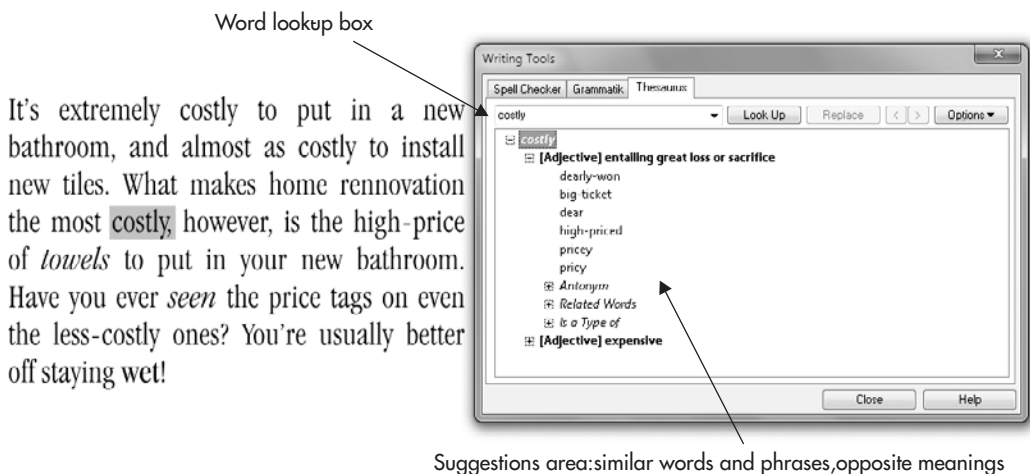 Word lookup box
It's extremely costly to put in a new
bathroom, and almost as costly to install
new tiles. What makes home rennovation
the most costly, however, is the high-price
of towels to put in your new bathroom.
Have you ever seen the price tags on even
the less-costly ones? You're usually better
off staying wet!
Writing Tools
Spell Checker Grammatik Thesaurus
costly Look Up Replace < > Options
costly
[Adjective] entailing great loss or sacrifice
dearly-won
big-ticket
dear
high-priced
pricey
pricy
Antonym
Related Words
Is a Type of
[Adjective] expensive
Close Help
Suggestions area:similar words and phrases,opposite meanings